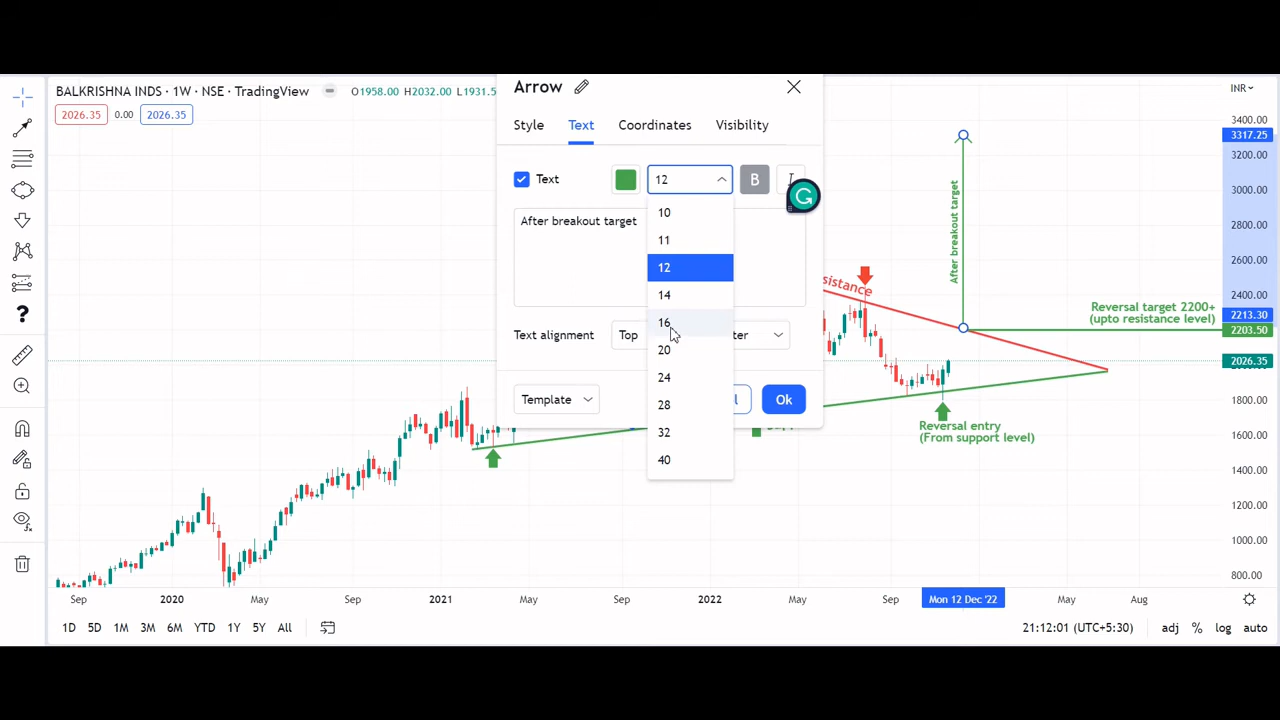 Arrow
BALKRISHNA INDS · 1W · NSE · TradingView
O1958.00 H2032.00 L1931.5
INR
2026.35
0.00
2026.35
Style
Text
Coordinates
Visibility
Text
12
B
I
After breakout target
10
11
12
14
16
20
24
28
32
40
Text alignment
Top
ter
Template
l
Ok
sistance
After breakout target
Reversal target 2200+
(upto resistance level)
Reversal entry
(From support level)
3400.00
3317.25
3200.00
3000.00
2800.00
2600.00
2400.00
2213.30
2203.50
2026.35
1800.00
1600.00
1400.00
1200.00
1000.00
800.00
Sep
2020
May
Sep
2021
May
Sep
2022
May
Sep
Mon 12 Dec '22
May
Aug
1D 5D 1M 3M 6M YTD 1Y 5Y All
21:12:01 (UTC+5:30)
adj % log auto